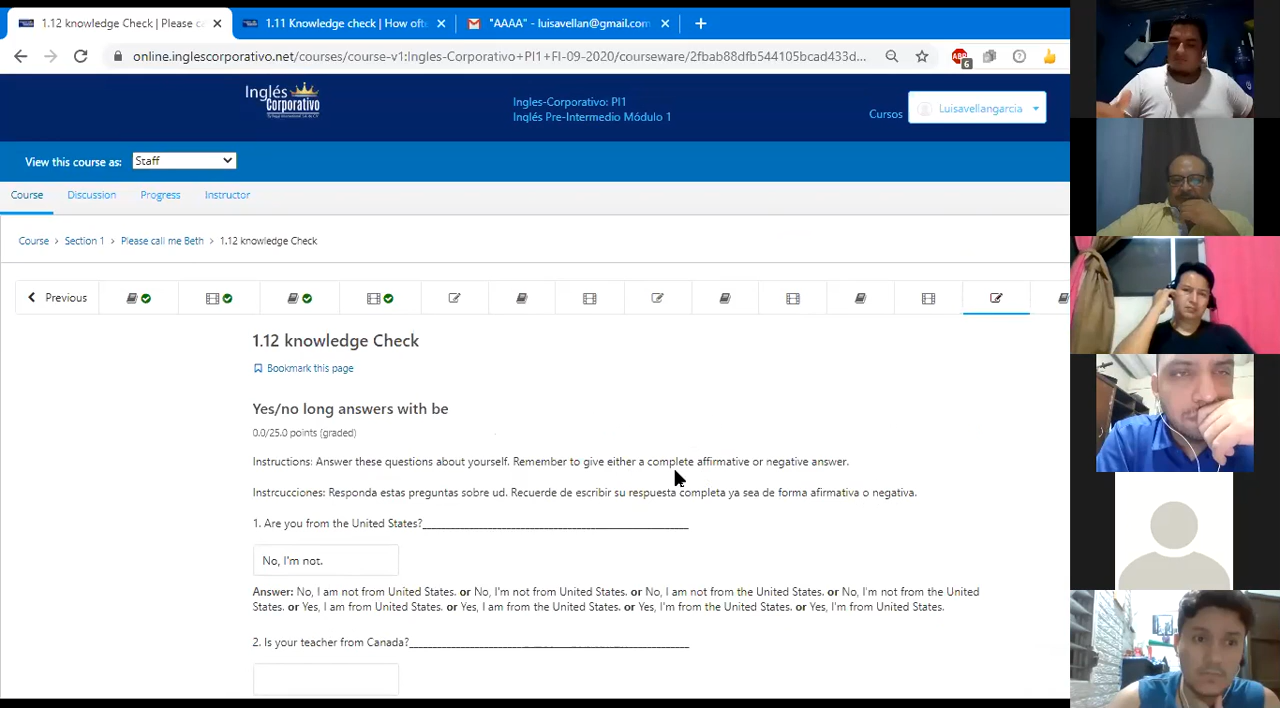 1.12 knowledge Check | Please c
1.11 Knowledge check | How oft
"AAAA" - luisavellan@gmail.com
online.inglescorporativo.net/courses/course-v1:Ingles-Corporativo+PI1+FI-09-2020/courseware/2fbab88dfb544105bcad433d...
6
Inglés
Corporativo
Ingles-Corporativo: PI1
Inglés Pre-Intermedio Módulo 1
Cursos
Luisavellangarcia
View this course as:
Staff
Course
Discussion
Progress
Instructor
Course > Section 1 > Please call me Beth > 1.12 knowledge Check
Previous
1.12 knowledge Check
Bookmark this page
Yes/no long answers with be
0.0/25.0 points (graded)
Instructions: Answer these questions about yourself. Remember to give either a complete affirmative or negative answer.
Instrcucciones: Responda estas preguntas sobre ud. Recuerde de escribir su respuesta completa ya sea de forma afirmativa o negativa.
1. Are you from the United States?
No, I'm not.
Answer: No, I am not from United States. or No, I'm not from United States. or No, I am not from the United States. or No, I'm not from the United
States. or Yes, I am from United States. or Yes, I am from the United States. or Yes, I'm from the United States. or Yes, I'm from United States.
2. Is your teacher from Canada?